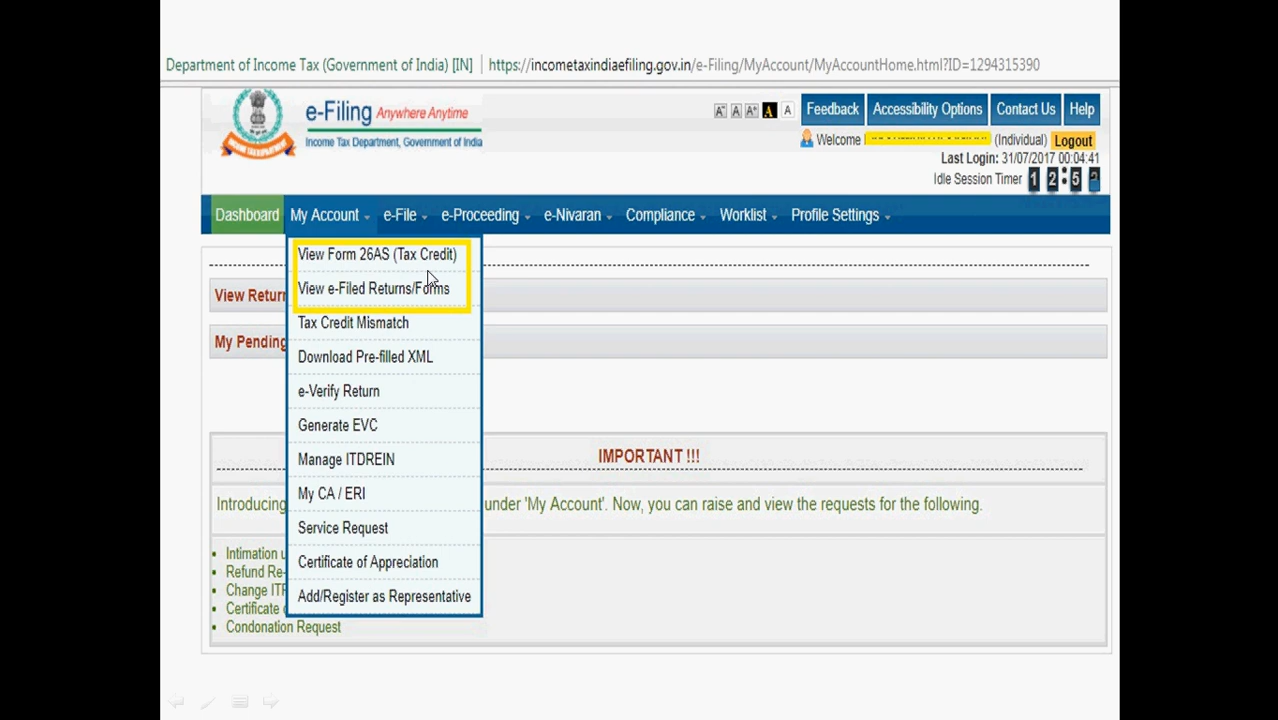 Department of Income Tax (Government of India) [IN] https://incometaxindiaefiling.gov.in/e-Filing/MyAccount/MyAccountHome.html?ID=1294315390
e-Filing Anywhere Anytime
Income Tax Department, Government of India
A- A A+ A A Feedback Accessibility Options Contact Us Help
Welcome (Individual) Logout
Last Login: 31/07/2017 00:04:41
Idle Session Timer 1 2 : 5
Dashboard My Account e-File e-Proceeding e-Nivaran Compliance Worklist Profile Settings
View Form 26AS (Tax Credit)
View e-Filed Returns/Forms
Tax Credit Mismatch
Download Pre-filled XML
e-Verify Return
Generate EVC
Manage ITDREIN
My CA / ERI
Service Request
Certificate of Appreciation
Add/Register as Representative
View Return
My Pending
IMPORTANT !!!
Introducing under 'My Account'. Now, you can raise and view the requests for the following.
Intimation u
Refund Re-
Change ITR
Certificate
Condonation Request